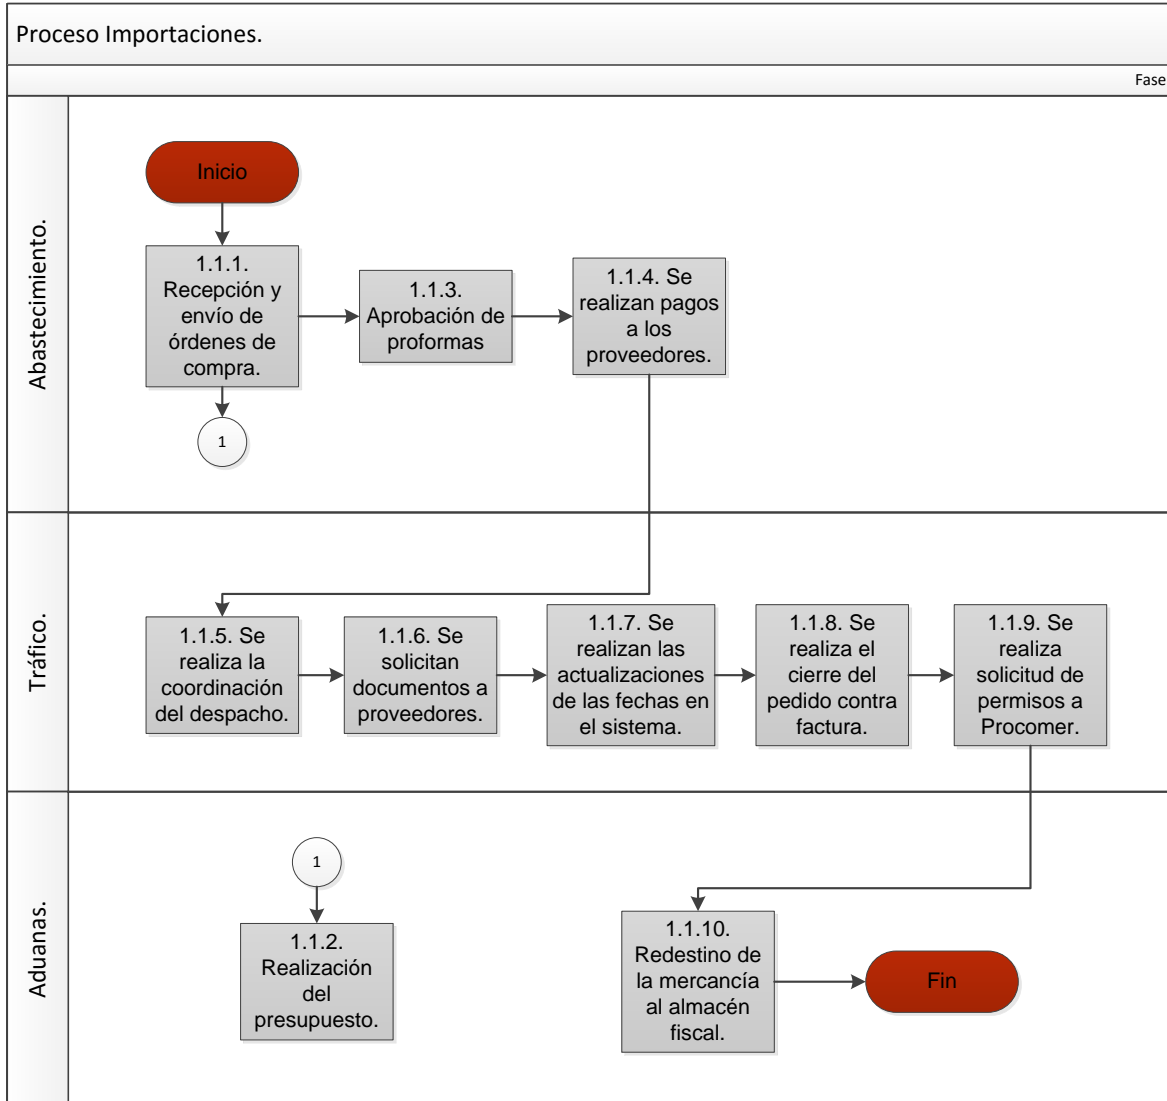 Proceso Importaciones.
Fase
Abastecimiento.
Inicio
1.1.1.
Recepción y
envío de
órdenes de
compra.
1.1.3.
Aprobación de
proformas
1.1.4. Se
realizan pagos
a los
proveedores.
1
Tráfico.
1.1.5. Se
realiza la
coordinación
del despacho.
1.1.6. Se
solicitan
documentos a
proveedores.
1.1.7. Se
realizan las
actualizaciones
de las fechas en
el sistema.
1.1.8. Se
realiza el
cierre del
pedido contra
factura.
1.1.9. Se
realiza
solicitud de
permisos a
Procomer.
Aduanas.
1
1.1.2.
Realización
del
presupuesto.
1.1.10.
Redestino de
la mercancía
al almacén
fiscal.
Fin